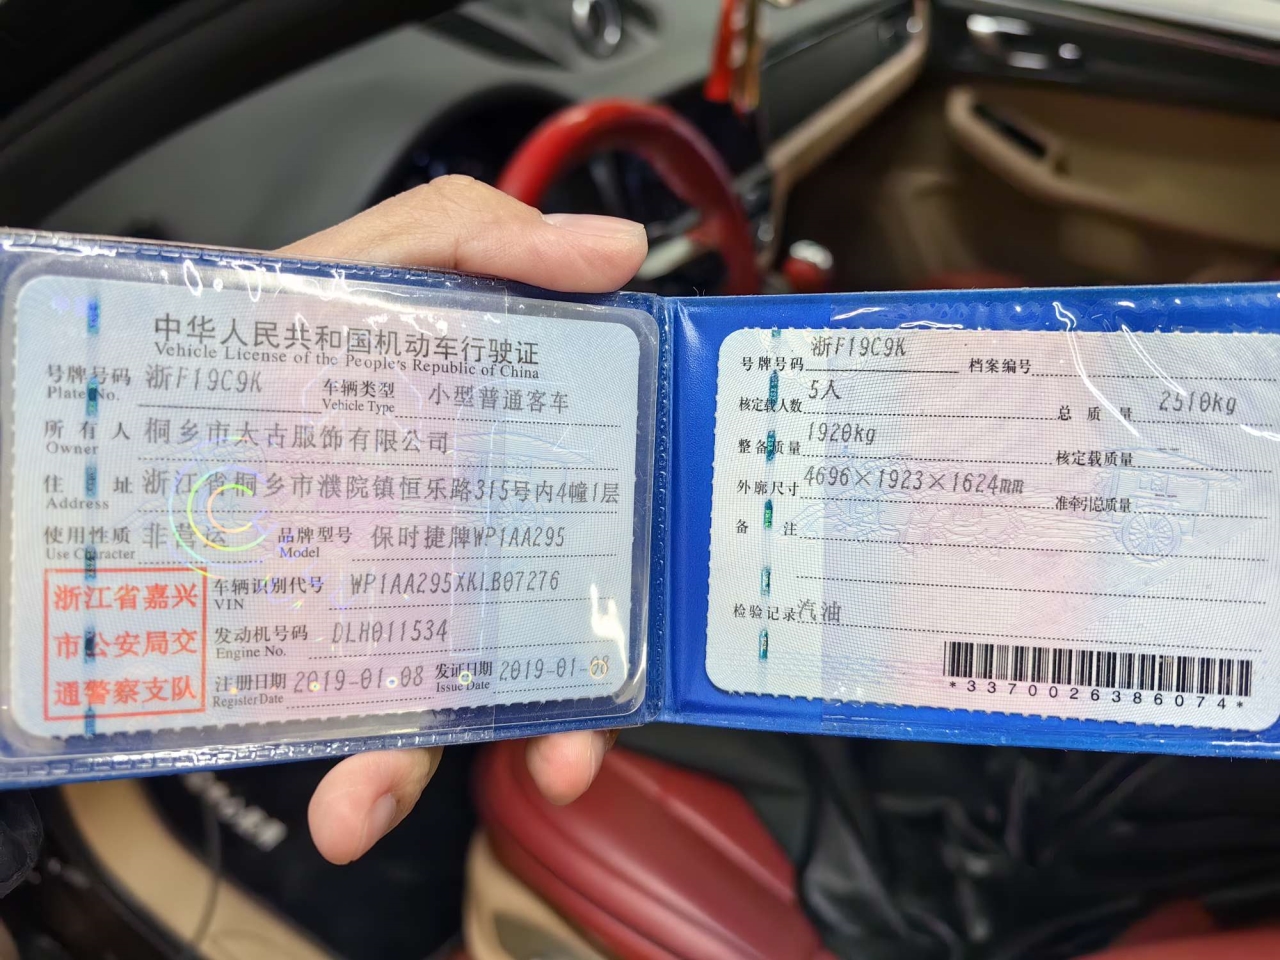 中华人民共和国机动车行驶证
Vehicle License of the People's Republic of China
号牌号码 浙F19C9K 车辆类型 小型普通客车
Plate No. Vehicle Type
所有人 桐乡市太古服饰有限公司
Owner
住址 浙江省桐乡市濮院镇恒乐路315号内4幢1层
Address
使用性质 非营运 品牌型号 保时捷牌WP1AA295
Use Character Model
浙江省嘉兴
市公安局交
通警察支队
车辆识别代号 WP1AA295XKLB07276
VIN
发动机号码 DLH011534
Engine No.
注册日期 2019-01-08 发证日期 2019-01-08
Register Date Issue Date
号牌号码 浙F19C9K 档案编号
核定载人数 5人 总质量 2510kg
整备质量 1920kg 核定载质量 --
外廓尺寸 4696×1923×1624mm 准牵引总质量 --
备注
检验记录 汽油
*3370026386074*